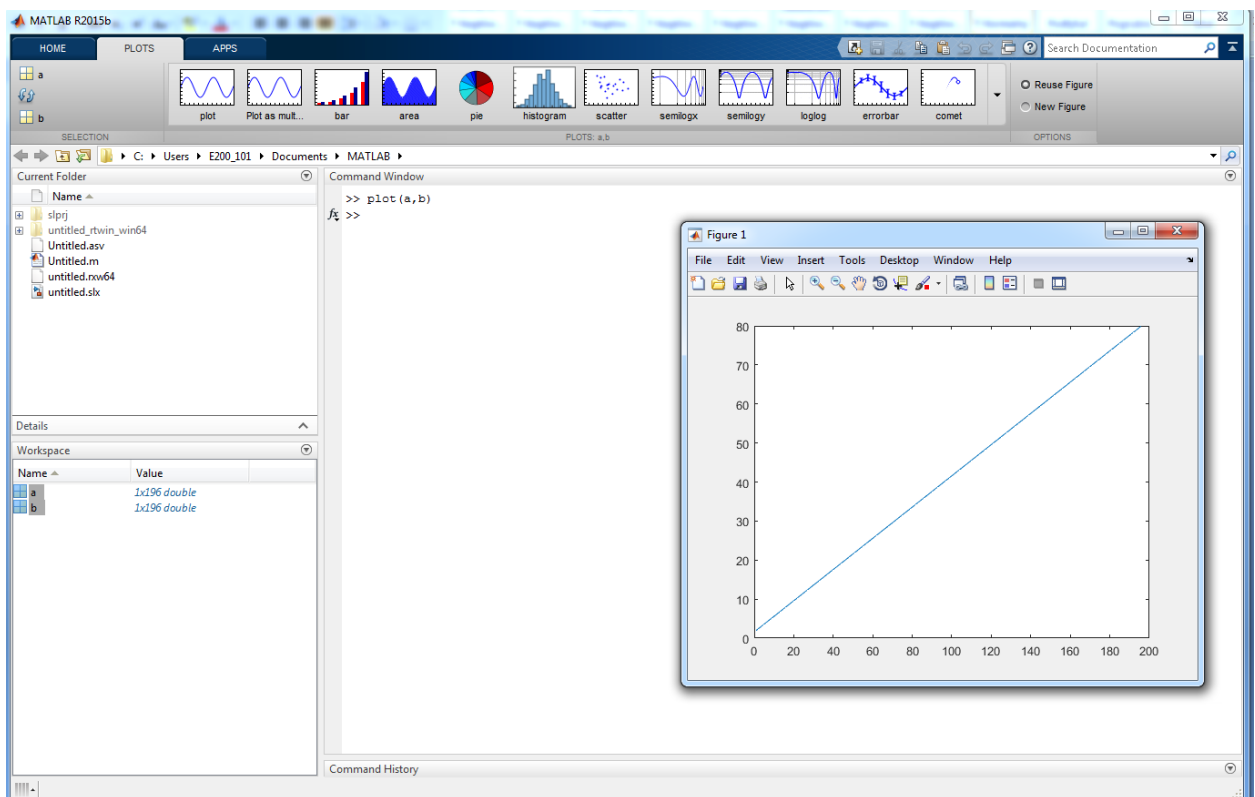 MATLAB R2015b
HOME PLOTS APPS
Search Documentation
a
b
plot Plot as mult... bar area pie histogram scatter semilogx semilogy loglog errorbar comet
Reuse Figure
New Figure
SELECTION PLOTS: a,b OPTIONS
C: Users E200_101 Documents MATLAB
Current Folder
Name
slprj
untitled_rtwin_win64
Untitled.asv
Untitled.m
untitled.rxw64
untitled.slx
Details
Workspace
Name Value
a 1x196 double
b 1x196 double
Command Window
>> plot(a,b)
fx >>
Figure 1
File Edit View Insert Tools Desktop Window Help
80
70
60
50
40
30
20
10
0
0 20 40 60 80 100 120 140 160 180 200
Command History